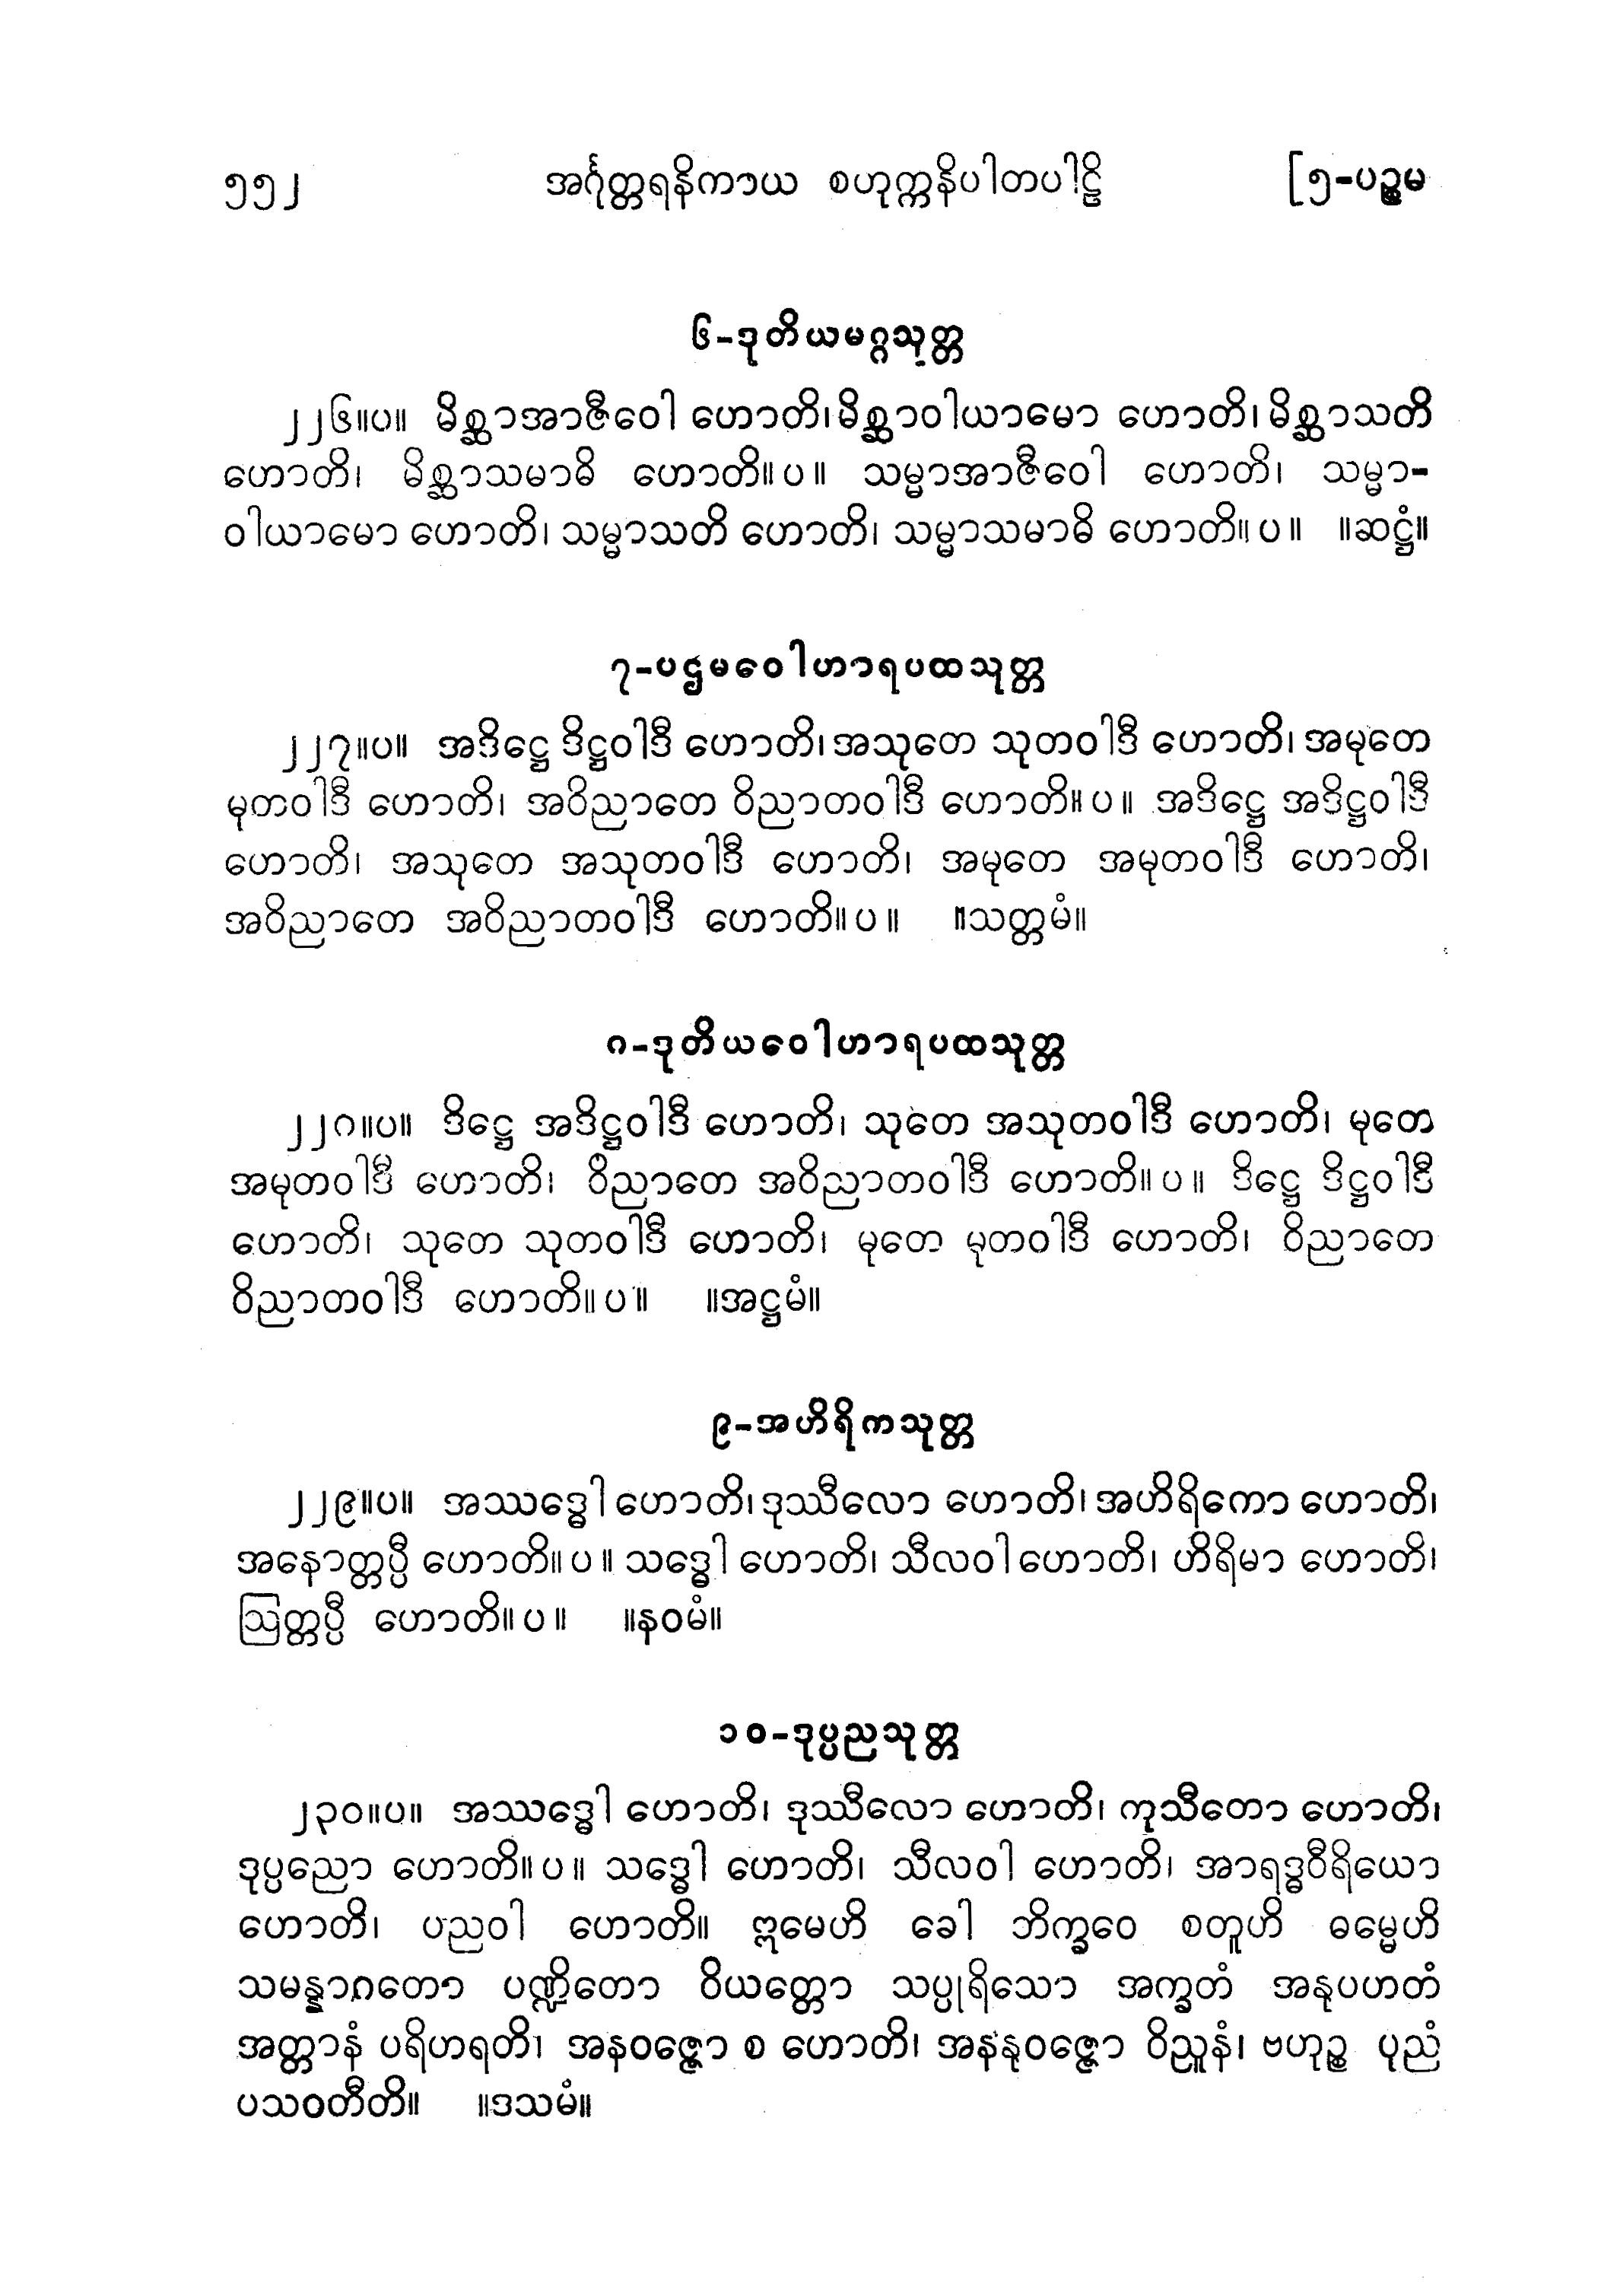 ၅၅၂ အင်္ဂုတ္တရနိကာယ စဟုက္ကနိပါတပါဠိ [၅-ပဉ္စမ
၆-ဒုတိယမဂ္ဂသုတ္တ
၂၂၆။ပ။ မိစ္ဆာအာဇီဝေါ ဟောတိ၊ မိစ္ဆာဝါယာမော ဟောတိ၊ မိစ္ဆာသတိ
ဟောတိ၊ မိစ္ဆာသမာဓိ ဟောတိ။ပ။ သမ္မာအာဇီဝေါ ဟောတိ၊ သမ္မာ-
ဝါယာမော ဟောတိ၊ သမ္မာသတိ ဟောတိ၊ သမ္မာသမာဓိ ဟောတိ။ပ။ ။ဆဋ္ဌံ။
၇-ပဌမဝေါဟာရပထသုတ္တ
၂၂၇။ပ။ အဒိဋ္ဌေ ဒိဋ္ဌဝါဒီ ဟောတိ၊ အသုတေ သုတဝါဒီ ဟောတိ၊ အမုတေ
မုတဝါဒီ ဟောတိ၊ အဝိညာတေ ဝိညာတဝါဒီ ဟောတိ။ပ။ အဒိဋ္ဌေ အဒိဋ္ဌဝါဒီ
ဟောတိ၊ အသုတေ အသုတဝါဒီ ဟောတိ၊ အမုတေ အမုတဝါဒီ ဟောတိ၊
အဝိညာတေ အဝိညာတဝါဒီ ဟောတိ။ပ။ ။သတ္တမံ။
၈-ဒုတိယဝေါဟာရပထသုတ္တ
၂၂၈။ပ။ ဒိဋ္ဌေ အဒိဋ္ဌဝါဒီ ဟောတိ၊ သုတေ အသုတဝါဒီ ဟောတိ၊ မုတေ
အမုတဝါဒီ ဟောတိ၊ ဝိညာတေ အဝိညာတဝါဒီ ဟောတိ။ပ။ ဒိဋ္ဌေ ဒိဋ္ဌဝါဒီ
ဟောတိ၊ သုတေ သုတဝါဒီ ဟောတိ၊ မုတေ မုတဝါဒီ ဟောတိ၊ ဝိညာတေ
ဝိညာတဝါဒီ ဟောတိ။ပ။ ။အဋ္ဌမံ။
၉-အဟိရိကသုတ္တ
၂၂၉။ပ။ အဿဒ္ဓေါ ဟောတိ၊ ဒုဿီလော ဟောတိ၊ အဟိရိကော ဟောတိ၊
အနောတ္တပ္ပီ ဟောတိ။ပ။ သဒ္ဓေါ ဟောတိ၊ သီလဝါ ဟောတိ၊ ဟိရိမာ ဟောတိ၊
ဩတ္တပ္ပီ ဟောတိ။ပ။ ။နဝမံ။
၁၀-ဒုပ္ပညသုတ္တ
၂၃၀။ပ။ အဿဒ္ဓေါ ဟောတိ၊ ဒုဿီလော ဟောတိ၊ ကုသီတော ဟောတိ၊
ဒုပ္ပညော ဟောတိ။ပ။ သဒ္ဓေါ ဟောတိ၊ သီလဝါ ဟောတိ၊ အာရဒ္ဓဝီရိယော
ဟောတိ၊ ပညဝါ ဟောတိ။ ဣမေဟိ ခေါ ဘိက္ခဝေ စတူဟိ ဓမ္မေဟိ
သမန္နာဂတော ပဏ္ဍိတော ဝိယတ္တော သပ္ပုရိသော အက္ခတံ အနုပဟတံ
အတ္တာနံ ပရိဟရတိ၊ အနဝဇ္ဇော စ ဟောတိ၊ အနနုဝဇ္ဇော ဝိညူနံ၊ ဗဟုဉ္စ ပုညံ
ပသဝတီတိ။ ။ဒသမံ။